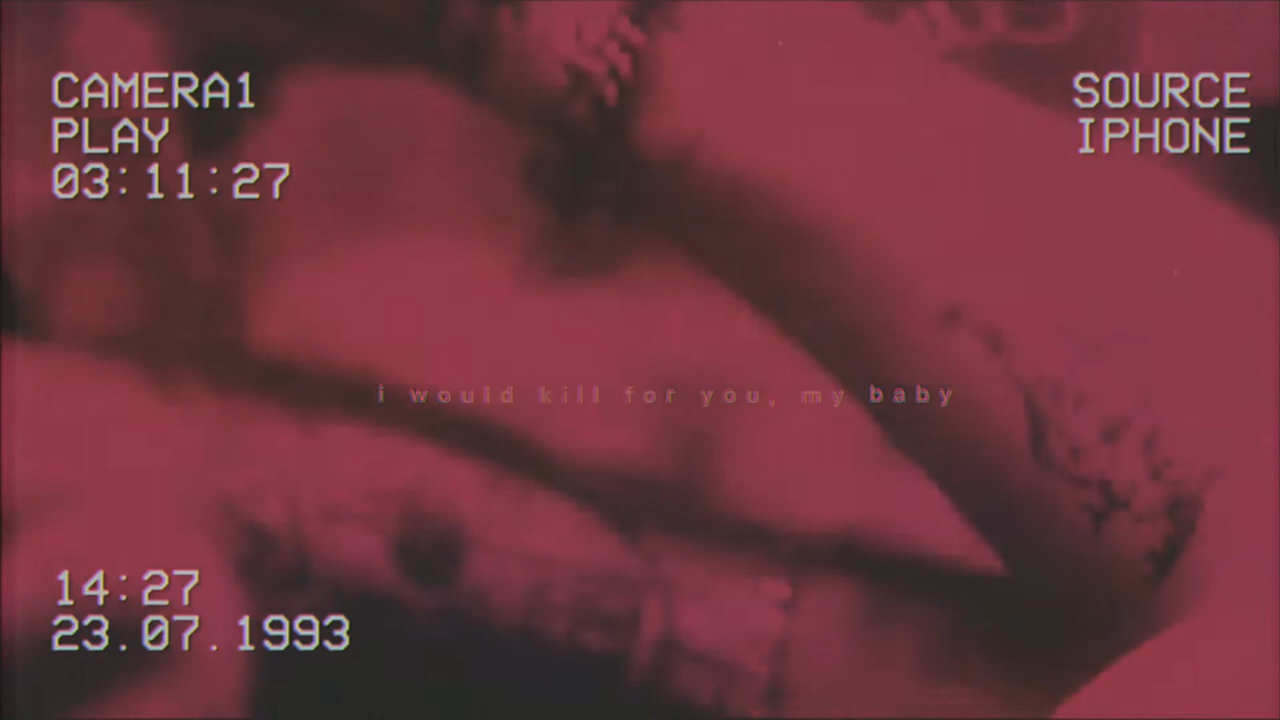 CAMERA1
PLAY
03:11:27
SOURCE
IPHONE
i would kill for you, my baby
14:27
23.07.1993